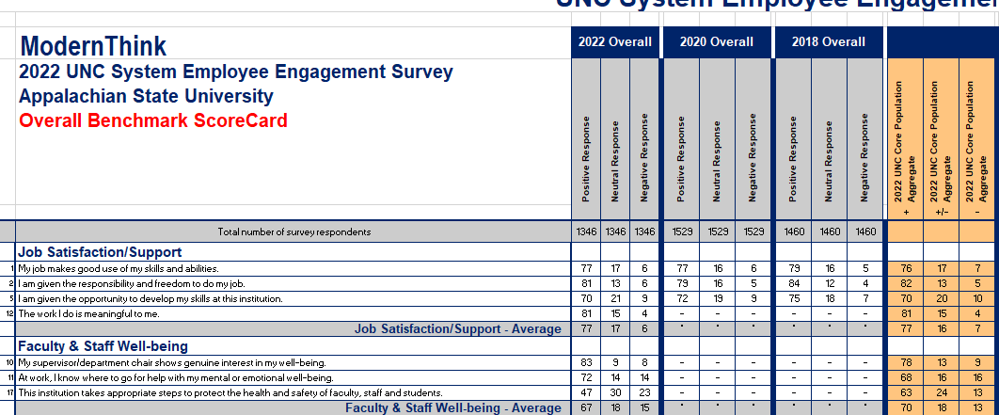 UNC System Employee Engagement
ModernThink
2022 UNC System Employee Engagement Survey
Appalachian State University
Overall Benchmark ScoreCard
2022 Overall 2020 Overall 2018 Overall
Positive Response Neutral Response Negative Response Positive Response Neutral Response Negative Response Positive Response Neutral Response Negative Response 2022 UNC Core Population Aggregate 2022 UNC Core Population Aggregate 2022 UNC Core Population Aggregate
+ +/- -
Total number of survey respondents 1346 1346 1346 1529 1529 1529 1460 1460 1460
Job Satisfaction/Support
1 My job makes good use of my skills and abilities. 77 17 6 77 16 6 79 16 5 76 17 7
2 I am given the responsibility and freedom to do my job. 81 13 6 79 16 5 84 12 4 82 13 5
5 I am given the opportunity to develop my skills at this institution. 70 21 9 72 19 9 75 18 7 70 20 10
12 The work I do is meaningful to me. 81 15 4 - - - - - - 81 15 4
Job Satisfaction/Support - Average 77 17 6 * * * * * * 77 16 7
Faculty & Staff Well-being
10 My supervisor/department chair shows genuine interest in my well-being. 83 9 8 - - - - - - 78 13 9
11 At work, I know where to go for help with my mental or emotional well-being. 72 14 14 - - - - - - 68 16 16
17 This institution takes appropriate steps to protect the health and safety of faculty, staff and students. 47 30 23 - - - - - - 63 24 13
Faculty & Staff Well-being - Average 67 18 15 * * * * * * 70 18 13